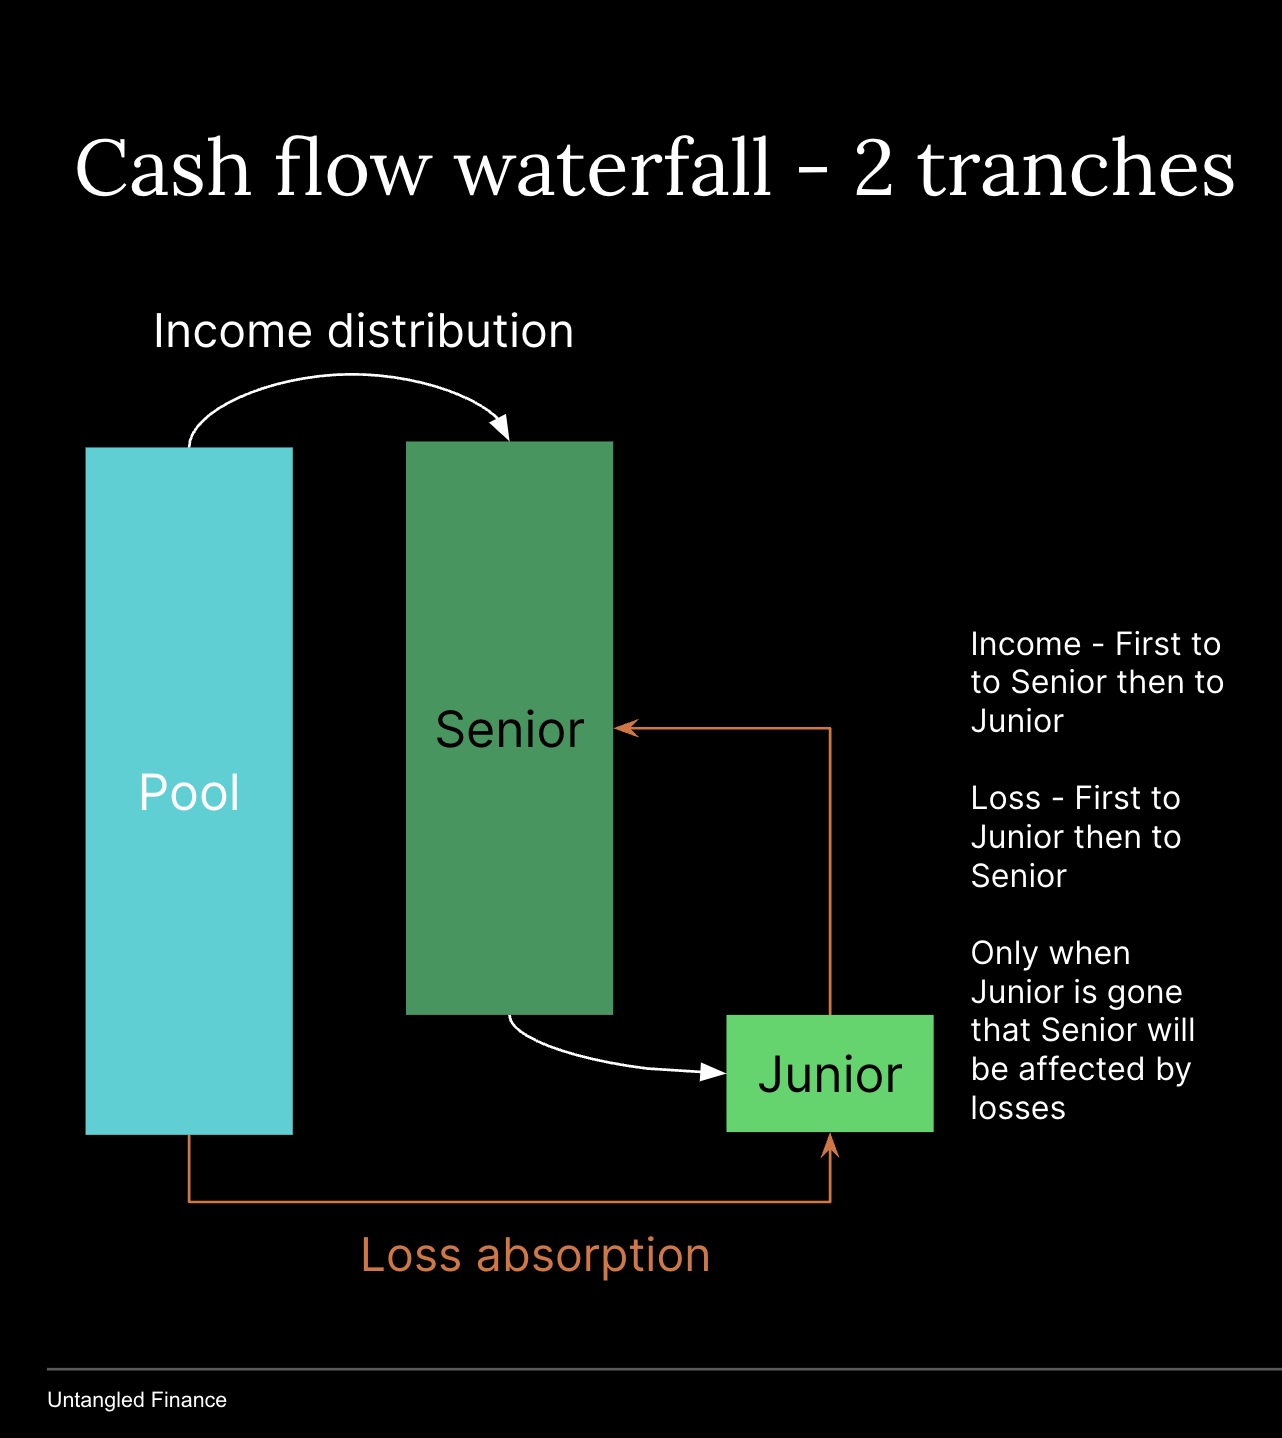 Cash flow waterfall - 2 tranches
Income distribution
Pool
Senior
Junior
Income - First to
to Senior then to
Junior
Loss - First to
Junior then to
Senior
Only when
Junior is gone
that Senior will
be affected by
losses
Loss absorption
Untangled Finance